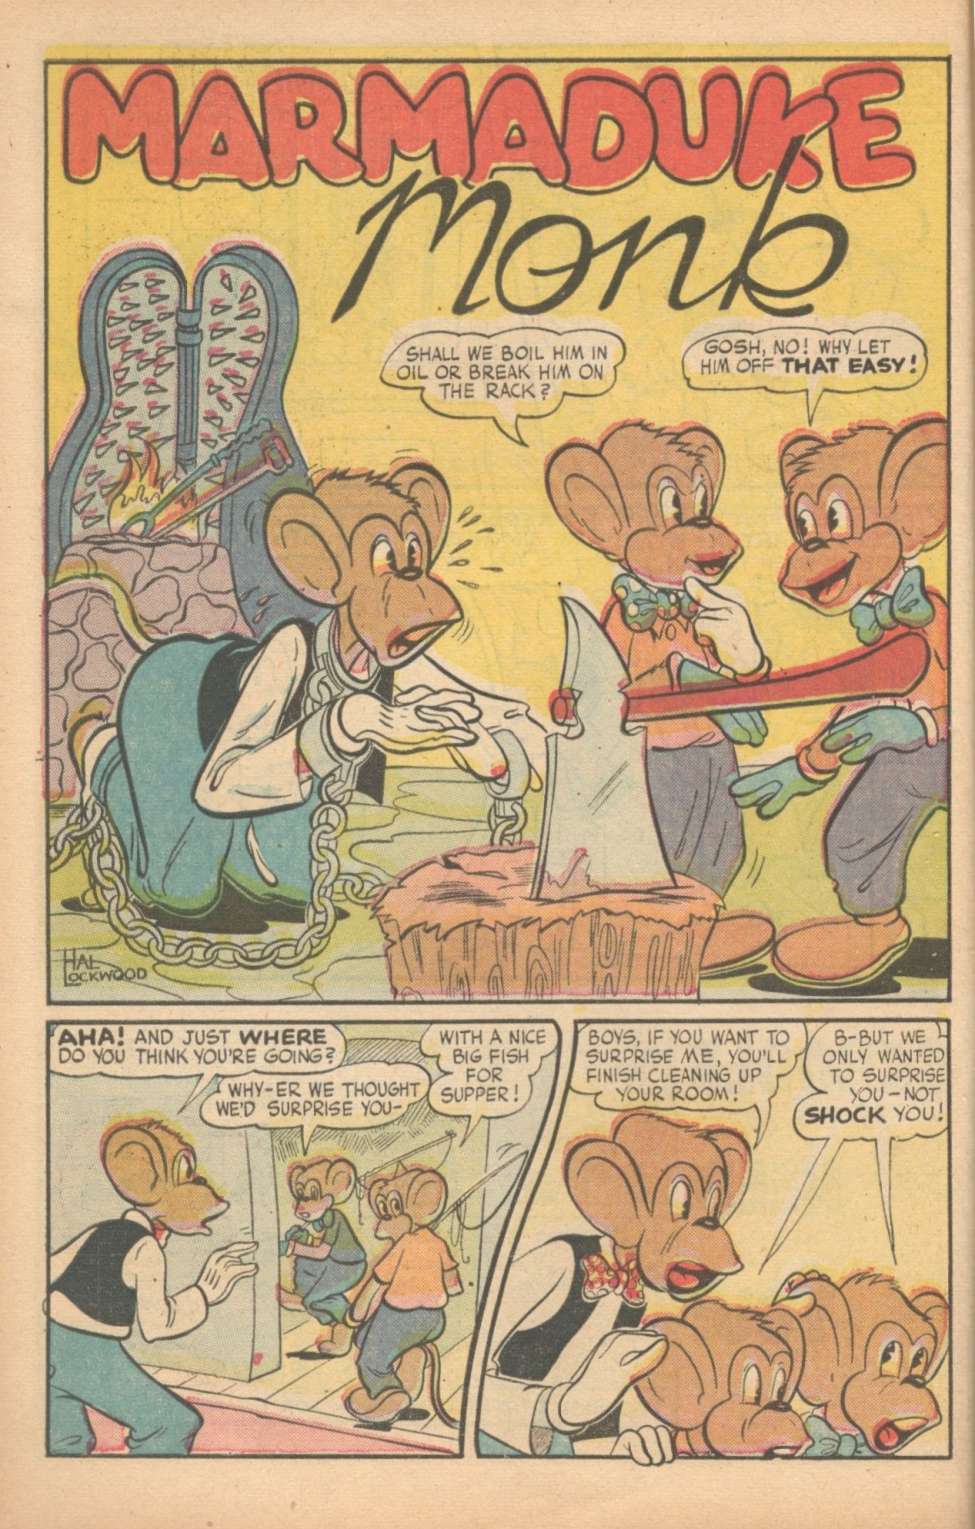 MARMADUKE
Monk
SHALL WE BOIL HIM IN
OIL OR BREAK HIM ON
THE RACK?
GOSH, NO! WHY LET
HIM OFF THAT EASY!
HAL
LOCKWOOD
AHA! AND JUST WHERE
DO YOU THINK YOU'RE GOING?
WHY-ER WE THOUGHT
WE'D SURPRISE YOU-
WITH A NICE
BIG FISH
FOR
SUPPER!
BOYS, IF YOU WANT TO
SURPRISE ME, YOU'LL
FINISH CLEANING UP
YOUR ROOM!
B-BUT WE
ONLY WANTED
TO SURPRISE
YOU-NOT
SHOCK YOU!